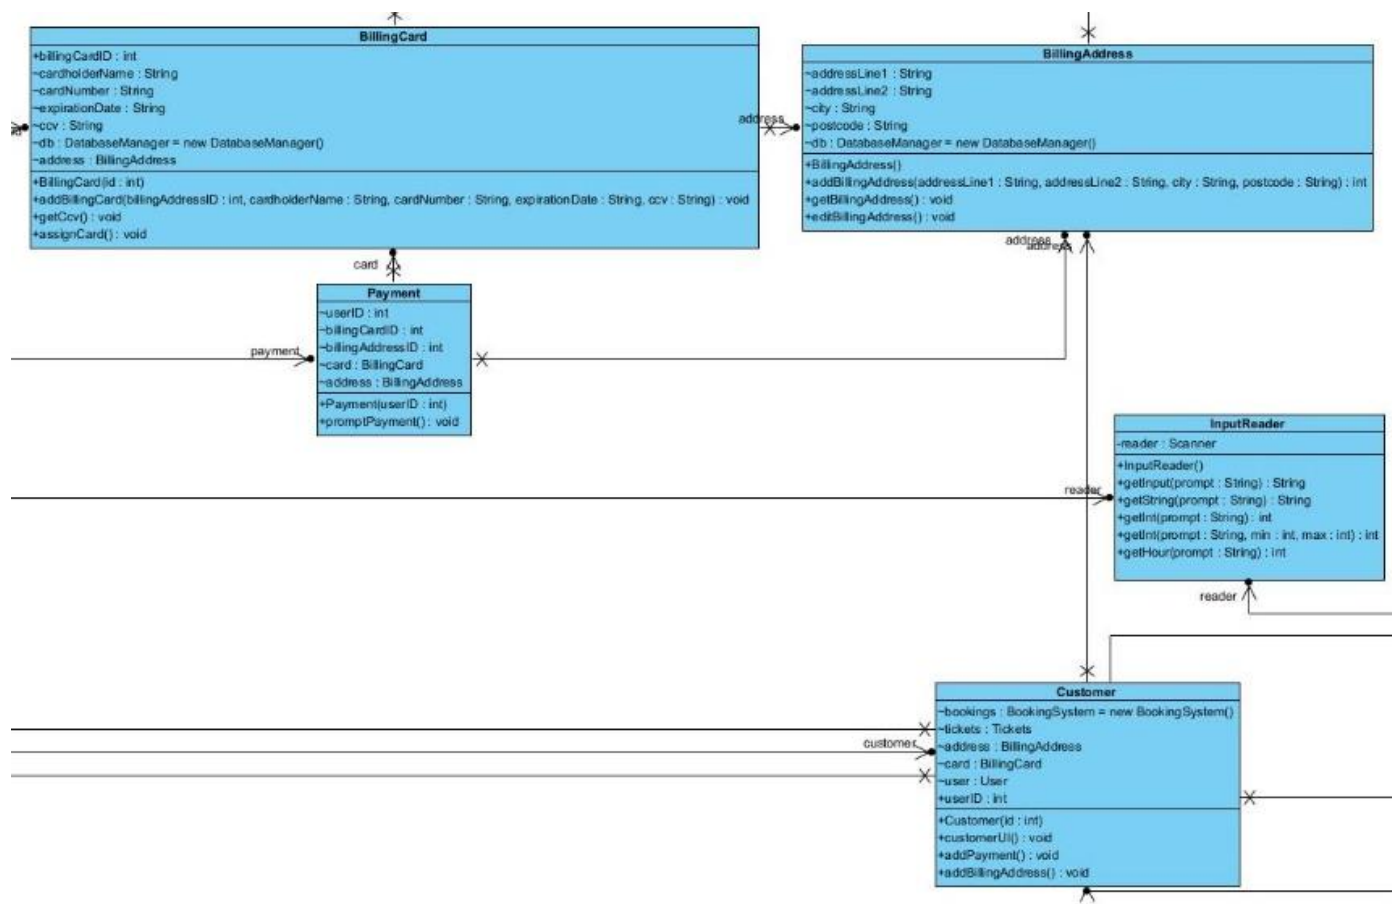 BillingCard
+billingCardID : int
~cardholderName : String
~cardNumber : String
~expirationDate : String
~ccv : String
~db : DatabaseManager = new DatabaseManager()
~address : BillingAddress
+BillingCard(id : int)
+addBillingCard(billingAddressID : int, cardholderName : String, cardNumber : String, expirationDate : String, ccv : String) : void
+getCcv() : void
+assignCard() : void
address
BillingAddress
~addressLine1 : String
~addressLine2 : String
~city : String
~postcode : String
~db : DatabaseManager = new DatabaseManager()
+BillingAddress()
+addBillingAddress(addressLine1 : String, addressLine2 : String, city : String, postcode : String) : int
+getBillingAddress() : void
+editBillingAddress() : void
address
address
card
Payment
~userID : int
~billingCardID : int
~billingAddressID : int
~card : BillingCard
~address : BillingAddress
+Payment(userID : int)
+promptPayment() : void
payment
InputReader
-reader : Scanner
+InputReader()
+getInput(prompt : String) : String
+getString(prompt : String) : String
+getInt(prompt : String) : int
+getInt(prompt : String, min : int, max : int) : int
+getHour(prompt : String) : int
reader
reader
Customer
~bookings : BookingSystem = new BookingSystem()
~tickets : Tickets
~address : BillingAddress
~card : BillingCard
~user : User
+userID : int
+Customer(id : int)
+customerUI() : void
+addPayment() : void
+addBillingAddress() : void
customer